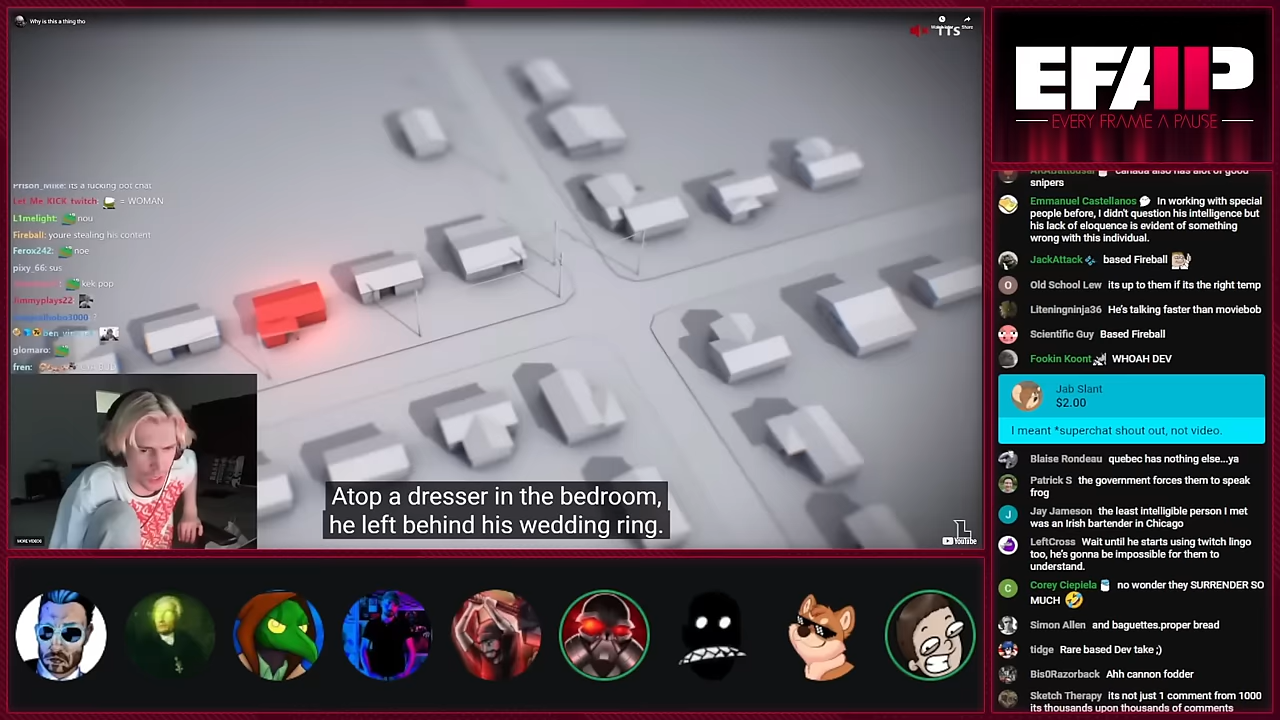 Why is this a thing tho
Watch later
Share
TTS
Prison_Mike: its a fucking bot chat
Let_Me_KICK_twitch = WOMAN
L1melight: nou
Fireball: youre stealing his content
Ferox242: noe
pixy_66: sus
: kek pop
Jimmyplays22
glomaro:
fren:
MORE VIDEOS
Atop a dresser in the bedroom,
he left behind his wedding ring.
YouTube
EFAP
EVERY FRAME A PAUSE
Canada also has alot of good
snipers
Emmanuel Castellanos In working with special
people before, I didn't question his intelligence but
his lack of eloquence is evident of something
wrong with this individual.
JackAttack based Fireball
O Old School Lew its up to them if its the right temp
Liteningninja36 He's talking faster than moviebob
Scientific Guy Based Fireball
Fookin Koont WHOAH DEV
Jab Slant
$2.00
I meant *superchat shout out, not video.
Blaise Rondeau quebec has nothing else...ya
Patrick S the government forces them to speak
frog
J Jay Jameson the least intelligible person I met
was an Irish bartender in Chicago
LeftCross Wait until he starts using twitch lingo
too, he's gonna be impossible for them to
understand.
C Corey Ciepiela no wonder they SURRENDER SO
MUCH 🤣
Simon Allen and baguettes.proper bread
tidge Rare based Dev take ;)
Bis0Razorback Ahh cannon fodder
Sketch Therapy its not just 1 comment from 1000
its thousands upon thousands of comments